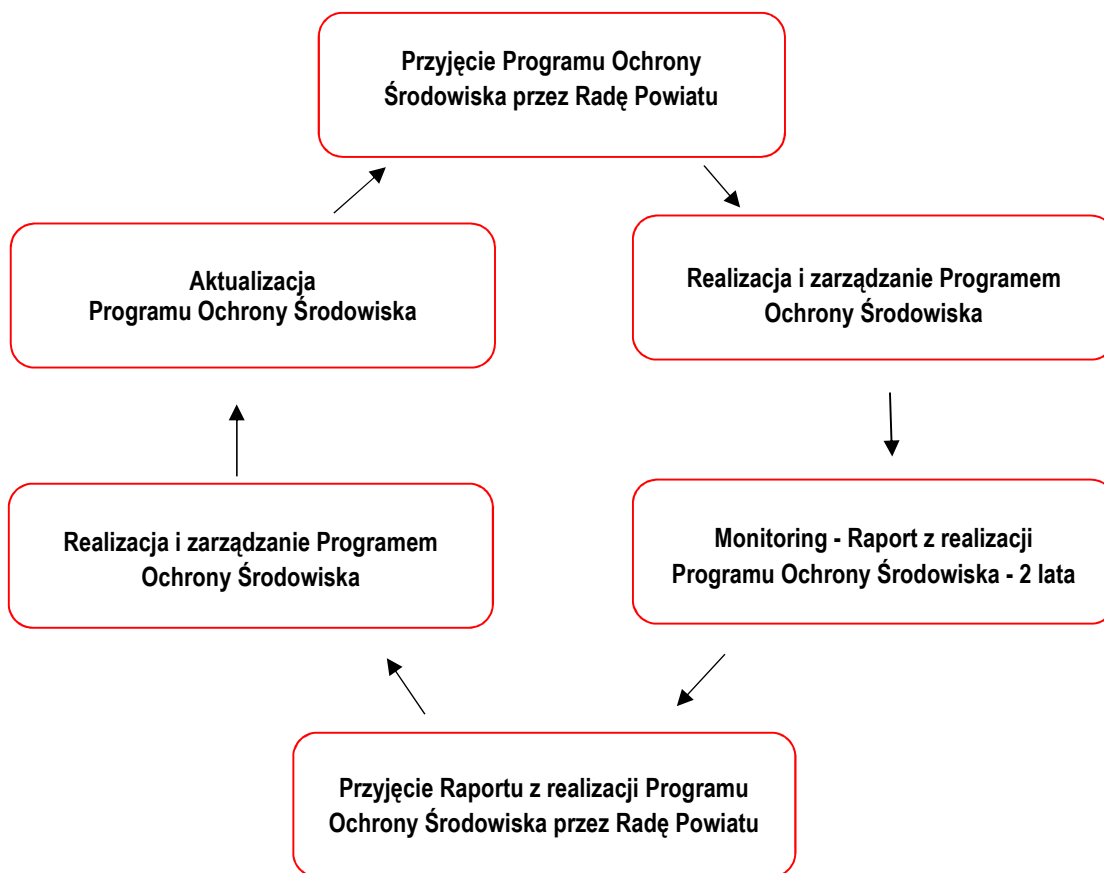 Przyjęcie Programu Ochrony
Środowiska przez Radę Powiatu
Aktualizacja
Programu Ochrony Środowiska
Realizacja i zarządzanie Programem
Ochrony Środowiska
Realizacja i zarządzanie Programem
Ochrony Środowiska
Monitoring - Raport z realizacji
Programu Ochrony Środowiska - 2 lata
Przyjęcie Raportu z realizacji Programu
Ochrony Środowiska przez Radę Powiatu